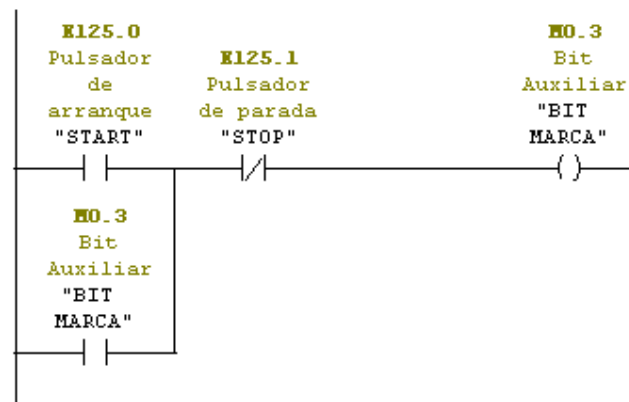 E125.0
Pulsador
de
arranque
"START"
E125.1
Pulsador
de parada
"STOP"
M0.3
Bit
Auxiliar
"BIT
MARCA"
M0.3
Bit
Auxiliar
"BIT
MARCA"